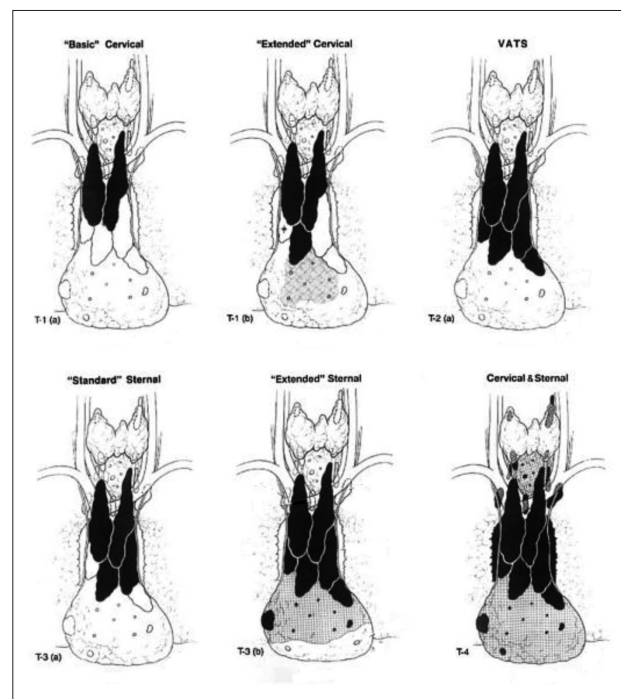 "Basic" Cervical
"Extended" Cervical
VATS
T-1 (a)
T-1 (b)
T-2 (a)
"Standard" Sternal
"Extended" Sternal
Cervical & Sternal
T-3 (a)
T-3 (b)
T-4